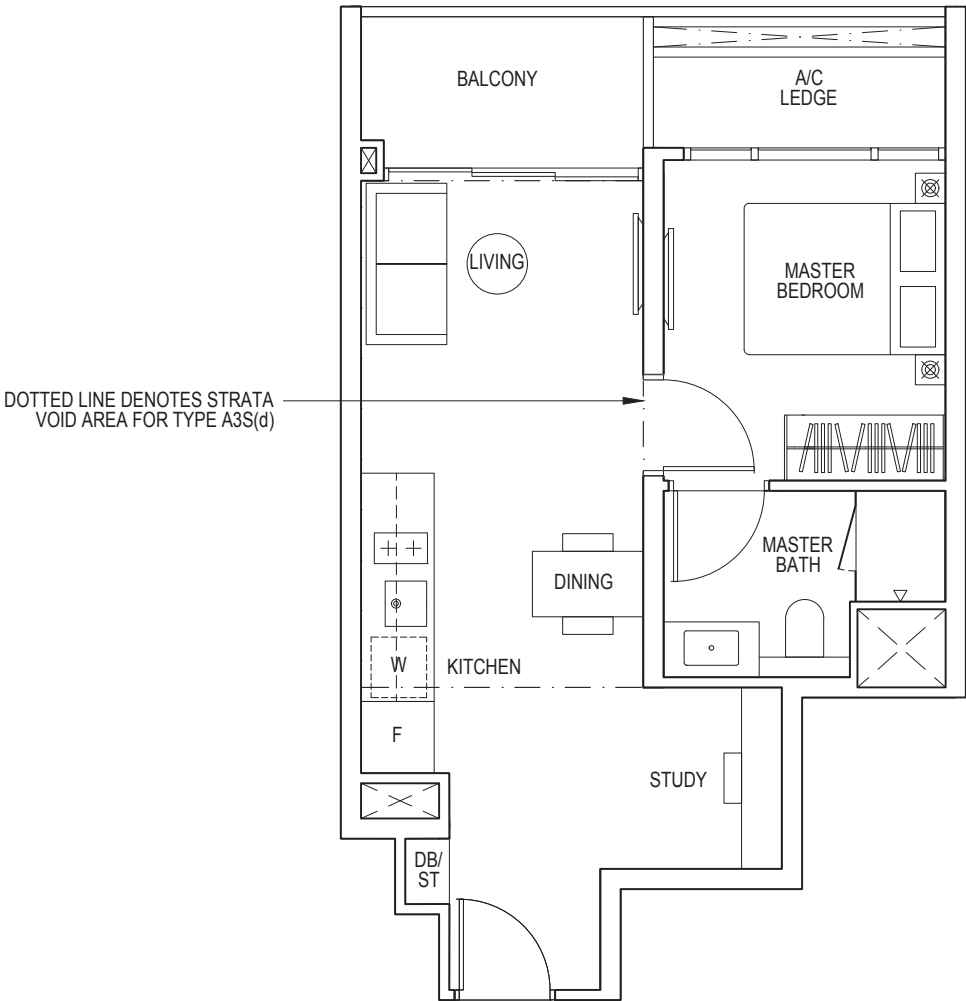 BALCONY
A/C
LEDGE
LIVING
MASTER
BEDROOM
DOTTED LINE DENOTES STRATA
VOID AREA FOR TYPE A3S(d)
MASTER
BATH
DINING
W
KITCHEN
F
STUDY
DB/
ST